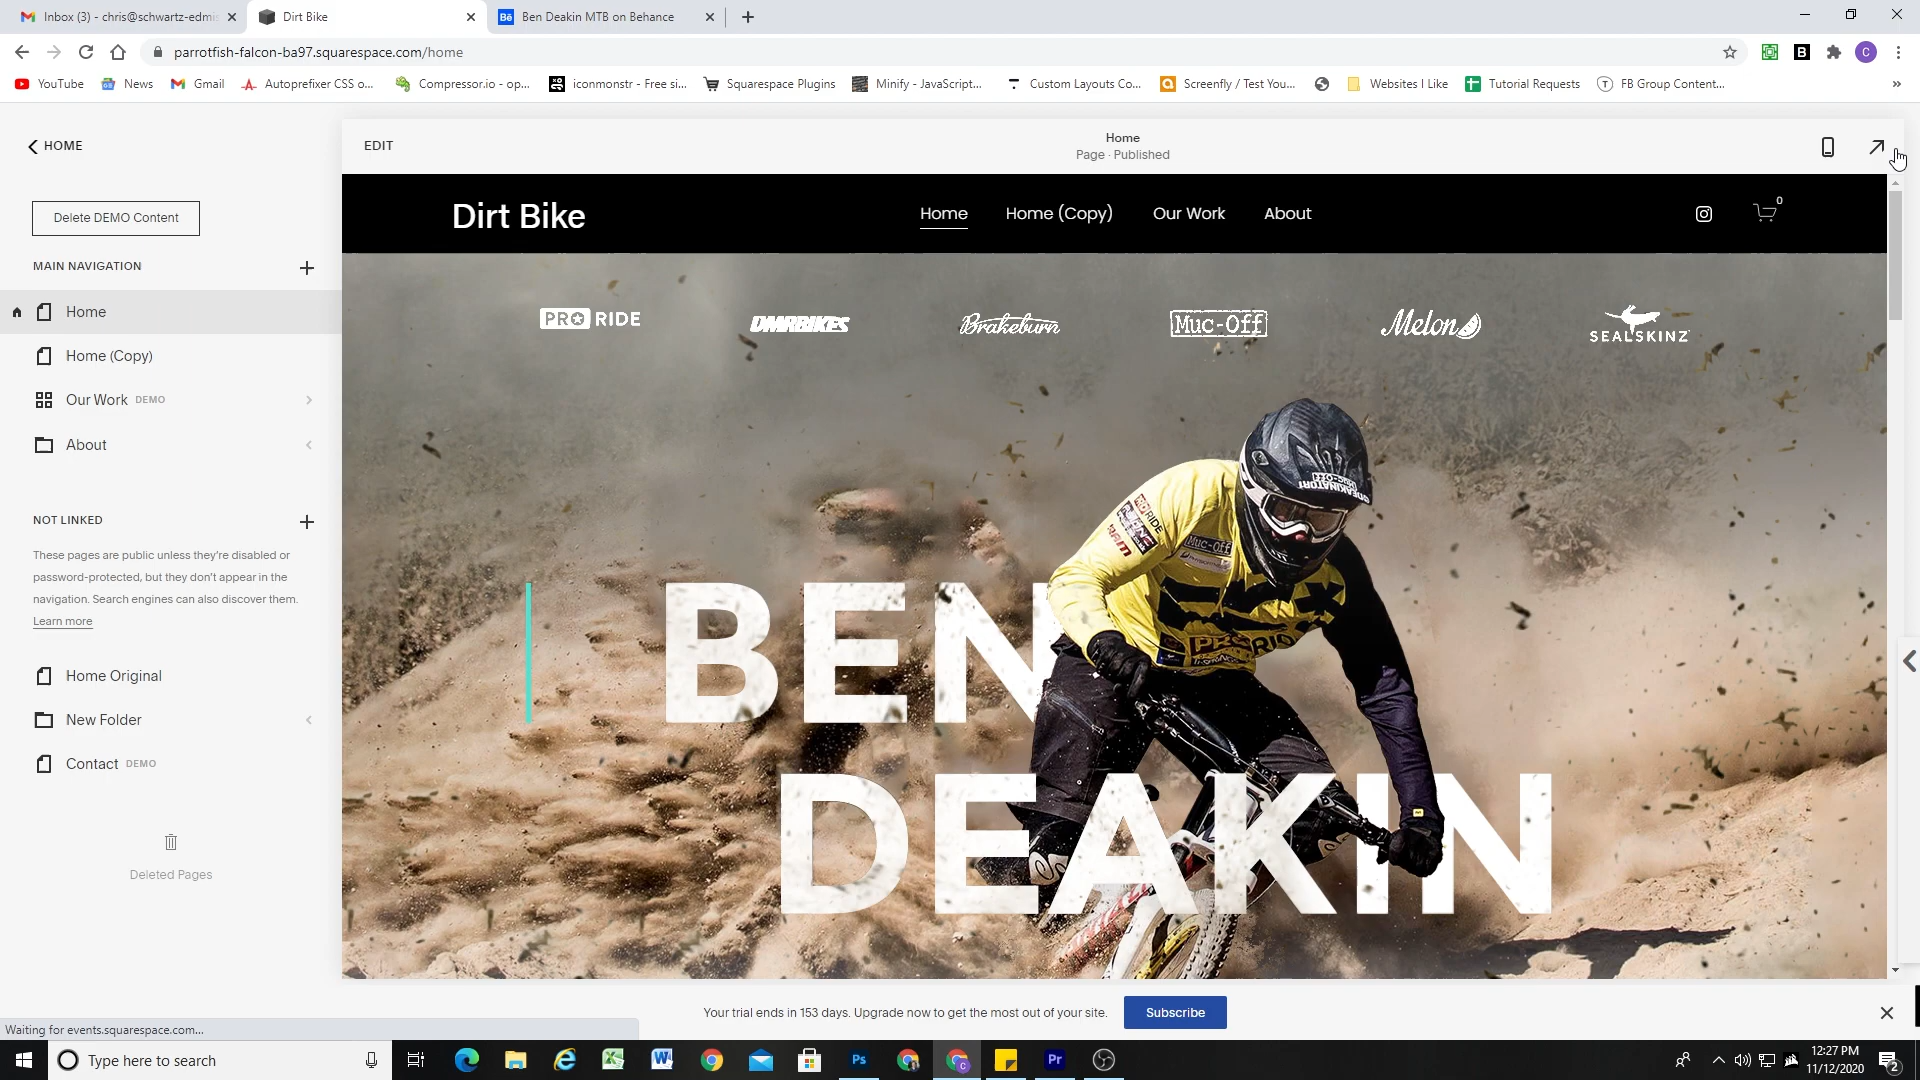 Inbox (3) - chris@schwartz-edmis
Dirt Bike
Ben Deakin MTB on Behance
parrotfish-falcon-ba97.squarespace.com/home
YouTube
News
Gmail
Autoprefixer CSS o...
Compressor.io - op...
iconmonstr - Free si...
Squarespace Plugins
Minify - JavaScript...
Custom Layouts Co...
Screenfly / Test You...
Websites I Like
Tutorial Requests
FB Group Content...
HOME
EDIT
Home
Page · Published
Delete DEMO Content
MAIN NAVIGATION
Home
Home (Copy)
Our Work DEMO
About
NOT LINKED
These pages are public unless they're disabled or
password-protected, but they don't appear in the
navigation. Search engines can also discover them.
Learn more
Home Original
New Folder
Contact DEMO
Deleted Pages
Dirt Bike
Home
Home (Copy)
Our Work
About
0
PRO RIDE
DMRBIKES
Brakeburn
Muc-Off
Melon
SEALSKINZ
BEN
DEAKIN
Muc-Off
Your trial ends in 153 days. Upgrade now to get the most out of your site.
Subscribe
Waiting for events.squarespace.com...
Type here to search
12:27 PM
11/12/2020
2